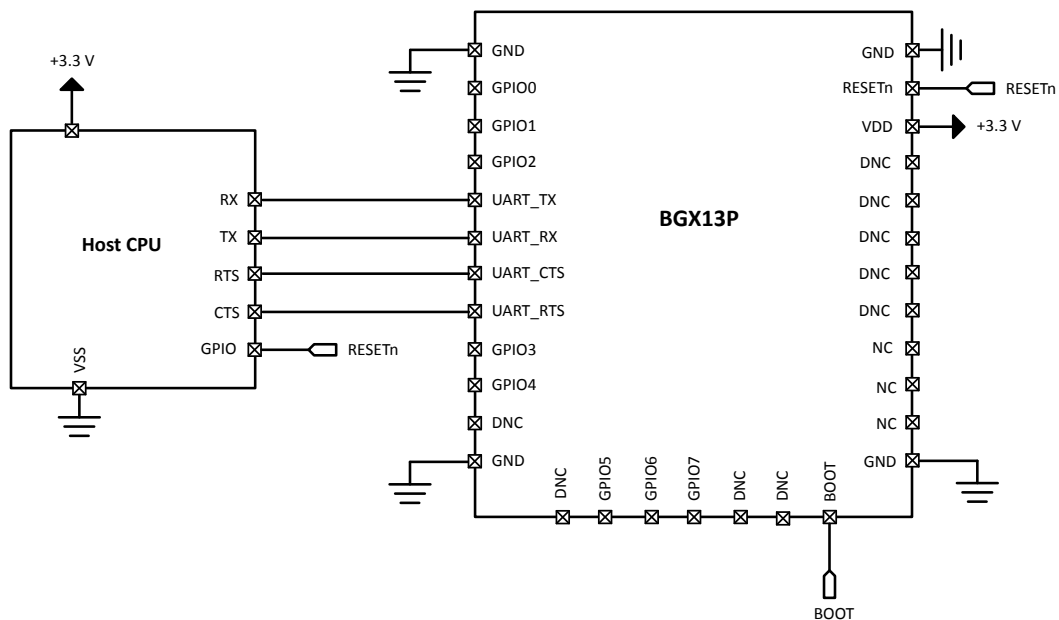 +3.3 V
Host CPU
RX
TX
RTS
CTS
GPIO
VSS
RESETn
BGX13P
GND
GPIO0
GPIO1
GPIO2
UART_TX
UART_RX
UART_CTS
UART_RTS
GPIO3
GPIO4
DNC
GND
DNC
GPIO5
GPIO6
GPIO7
DNC
DNC
BOOT
BOOT
GND
RESETn
RESETn
VDD
+3.3 V
DNC
DNC
DNC
DNC
DNC
NC
NC
NC
GND